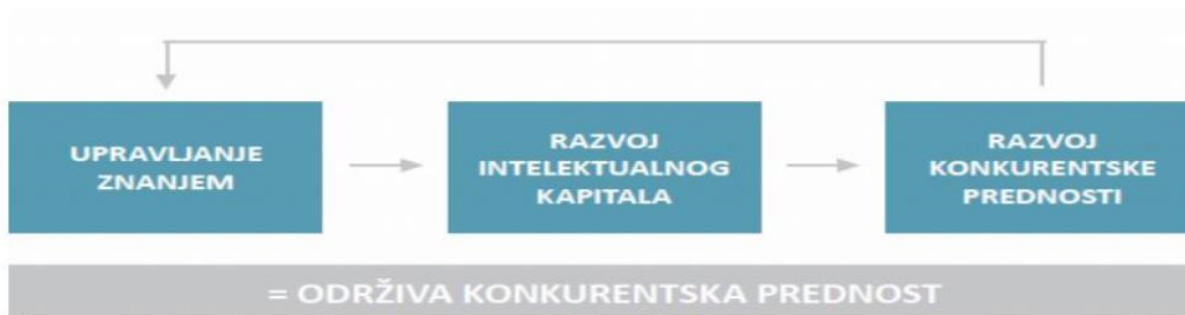 UPRAVLJANJE
ZNANJEM
RAZVOJ
INTELEKTUALNOG
KAPITALA
RAZVOJ
KONKURENTSKE
PREDNOSTI
= ODRŽIVA KONKURENTSKA PREDNOST